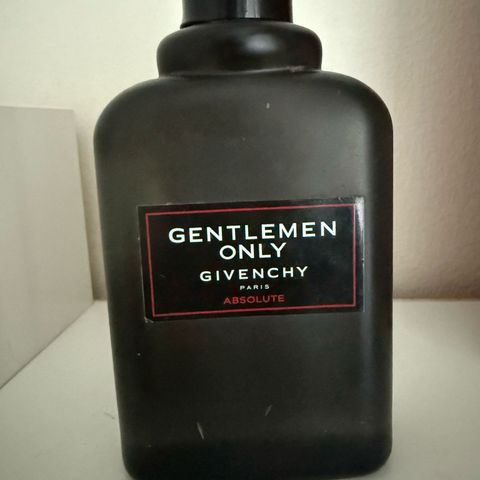 GENTLEMEN
ONLY
GIVENCHY
PARIS
ABSOLUTE